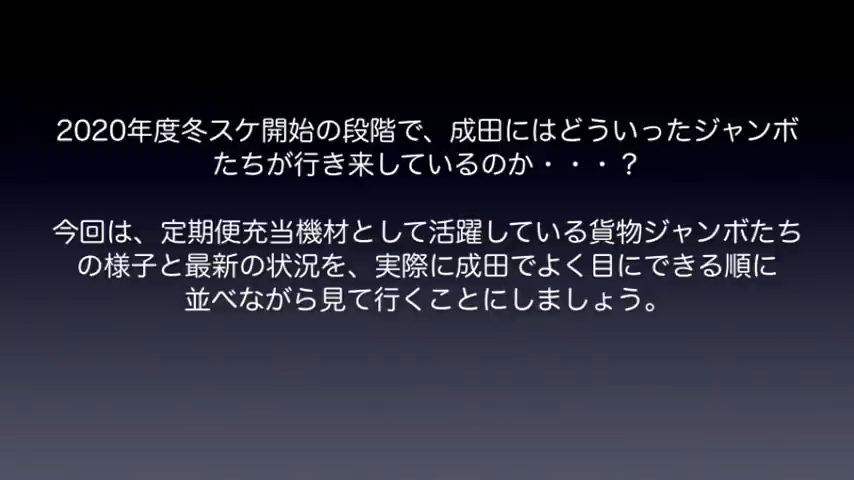 2020年度冬スケ開始の段階で、成田にはどういったジャンボ
たちが行き来しているのか・・・？
今回は、定期便充当機材として活躍している貨物ジャンボたち
の様子と最新の状況を、実際に成田でよく目にできる順に
並べながら見て行くことにしましょう。